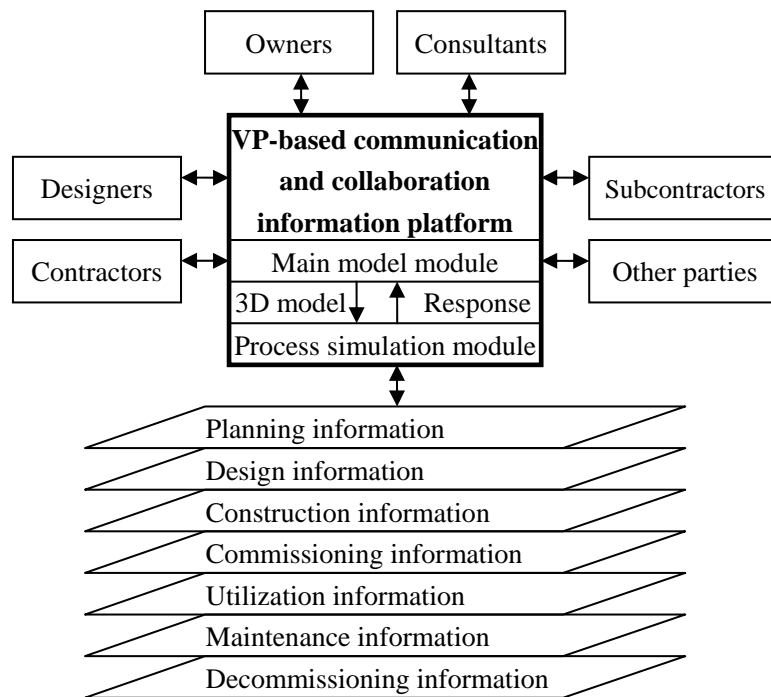 Owners
Consultants
VP-based communication
and collaboration
information platform
Designers
Subcontractors
Contractors
Main model module
Other parties
3D model
Response
Process simulation module
Planning information
Design information
Construction information
Commissioning information
Utilization information
Maintenance information
Decommissioning information